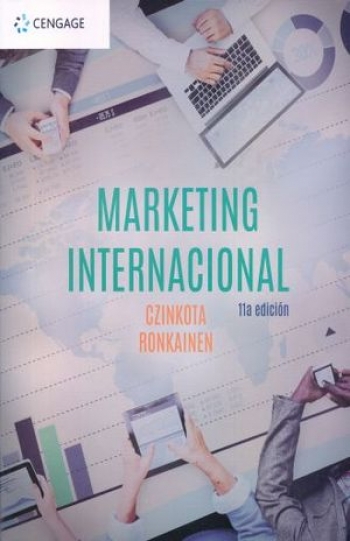 CENGAGE
MARKETING
INTERNACIONAL
CZINKOTA
RONKAINEN
11a edición